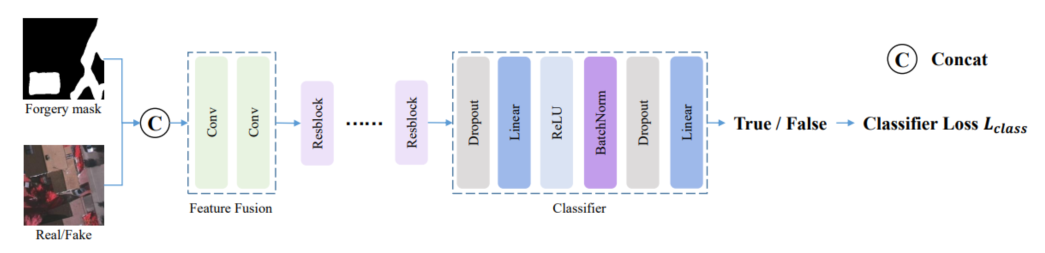 Forgery mask
Real/Fake
C
Conv
Conv
Feature Fusion
Resblock
......
Resblock
Dropout
Linear
ReLU
BatchNorm
Dropout
Linear
Classifier
True / False
Classifier Loss L_class
C Concat